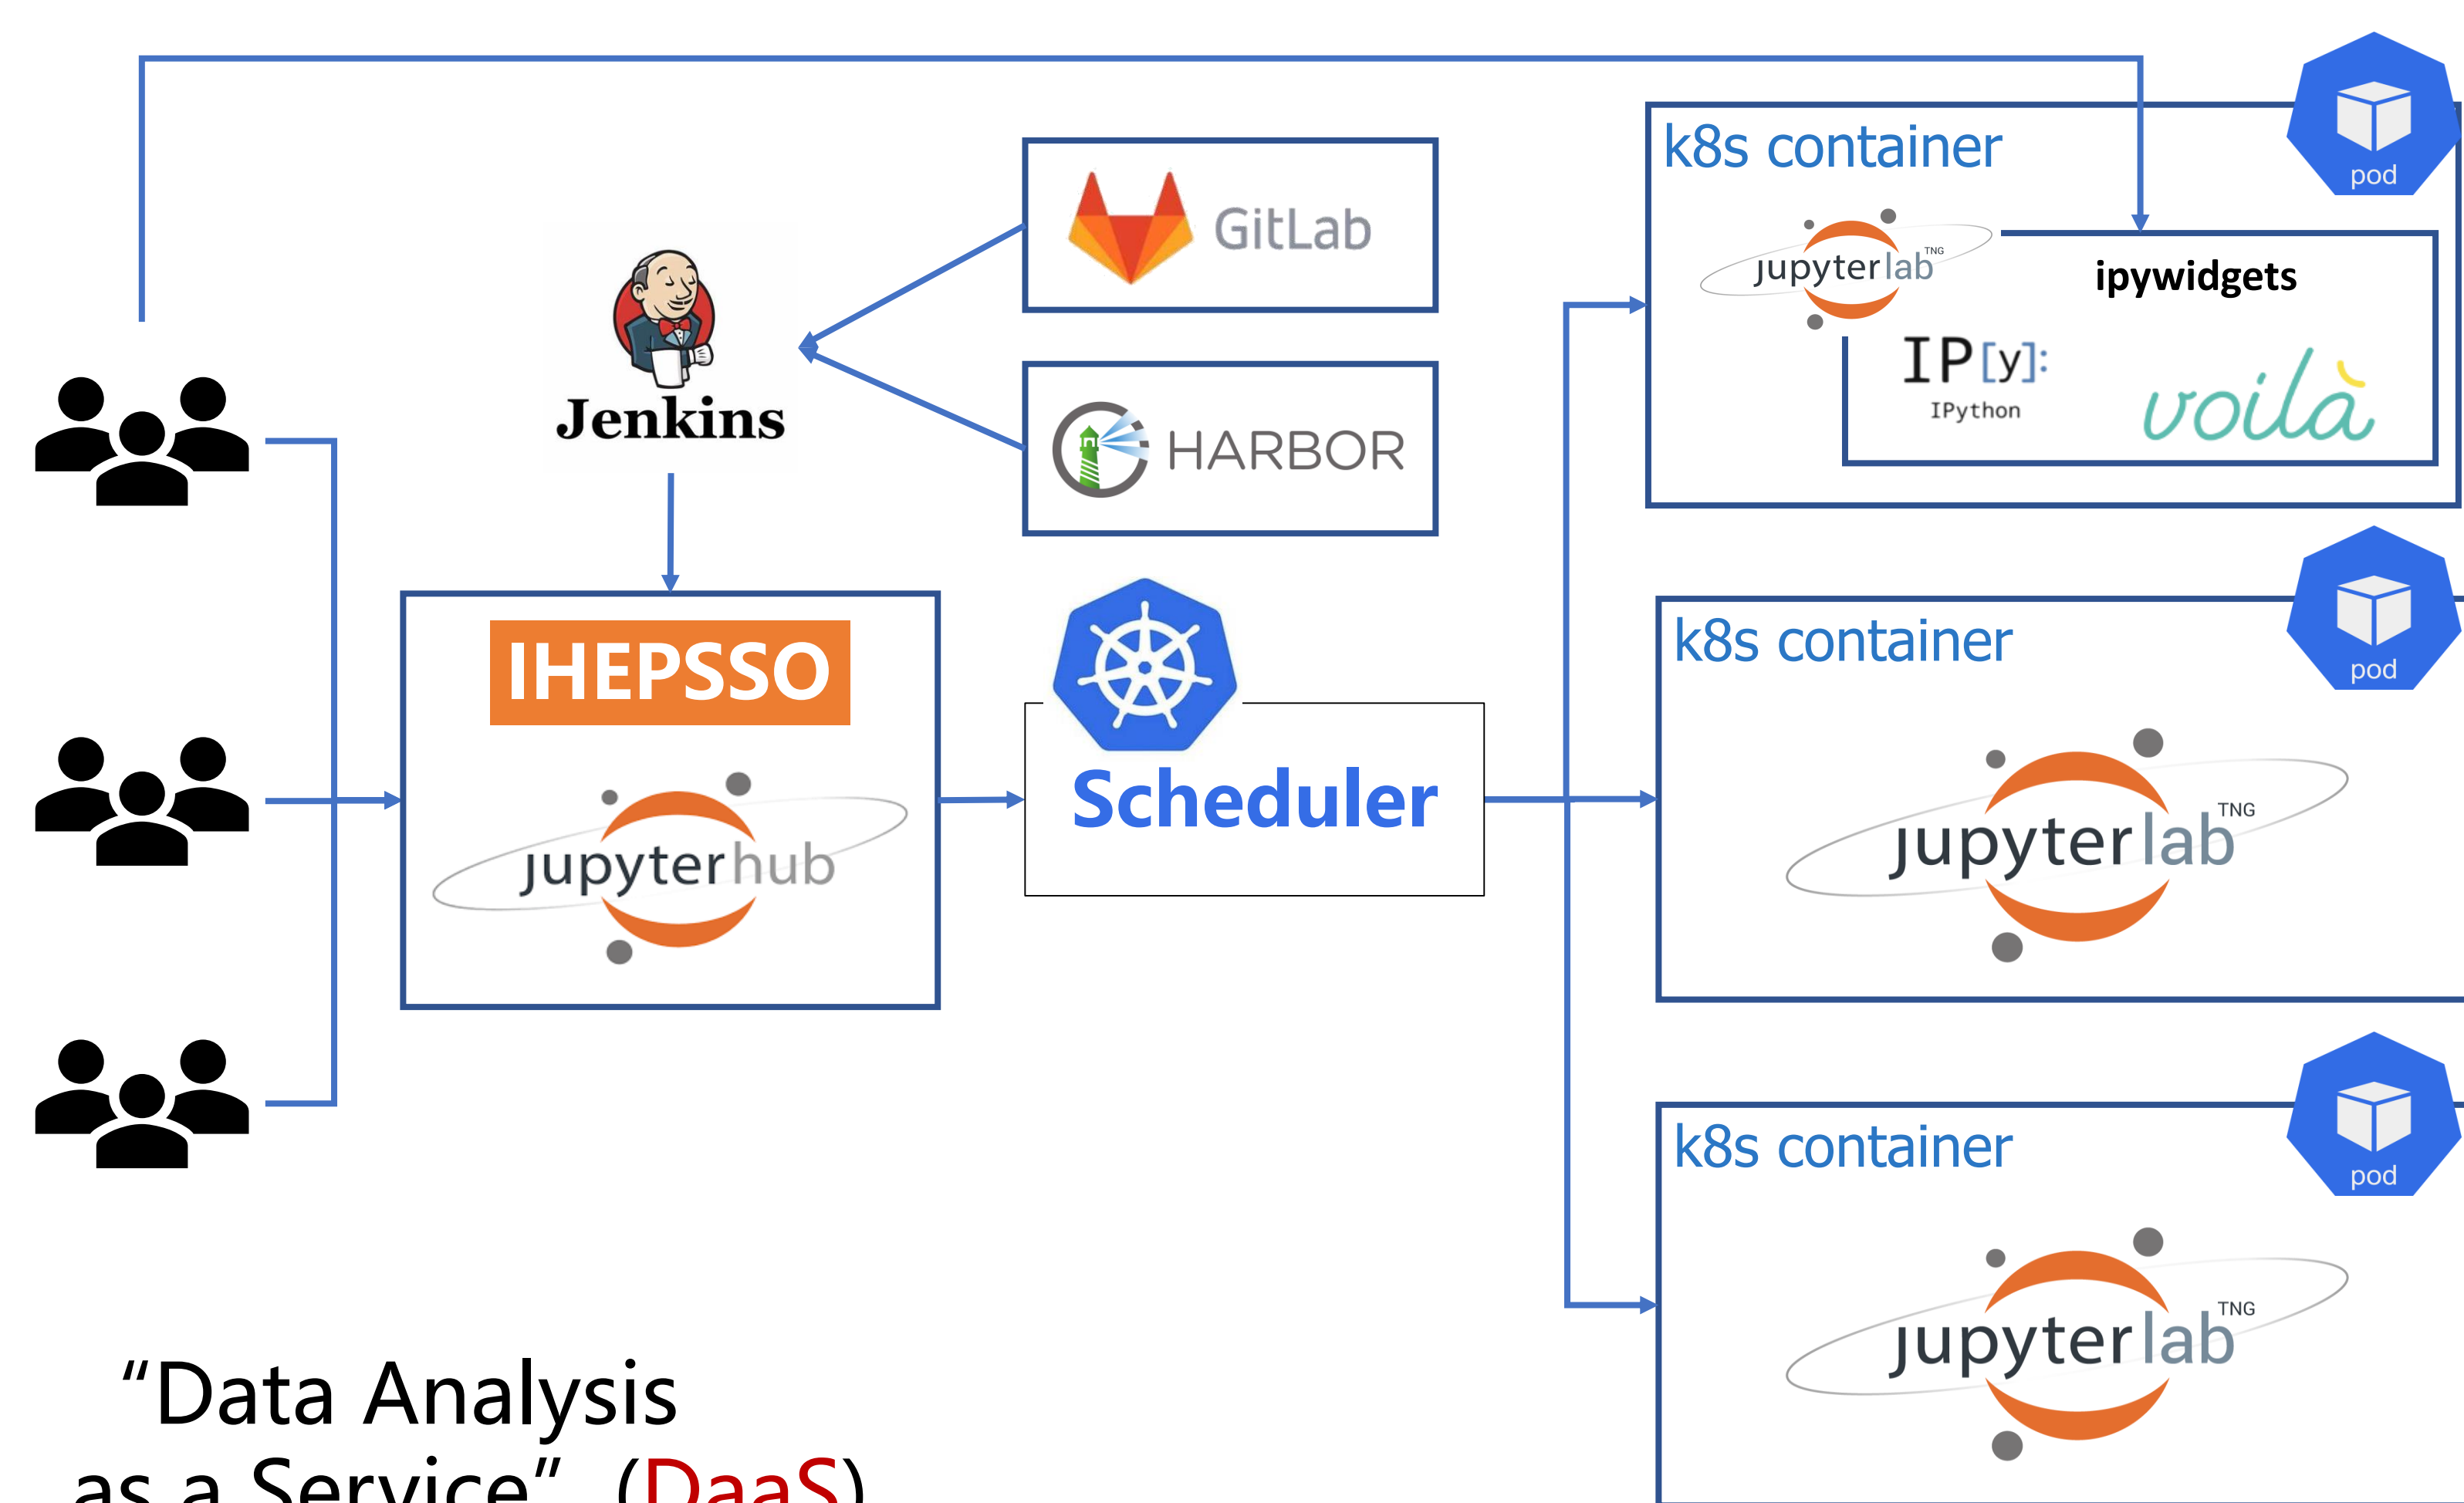 k8s container
pod
GitLab
jupyterlab TNG
ipywidgets
IP[y]:
IPython
voilà
Jenkins
HARBOR
k8s container
pod
IHEPSSO
Scheduler
jupyterhub
jupyterlab TNG
k8s container
pod
jupyterlab TNG
“Data Analysis
as a Service” (DaaS)